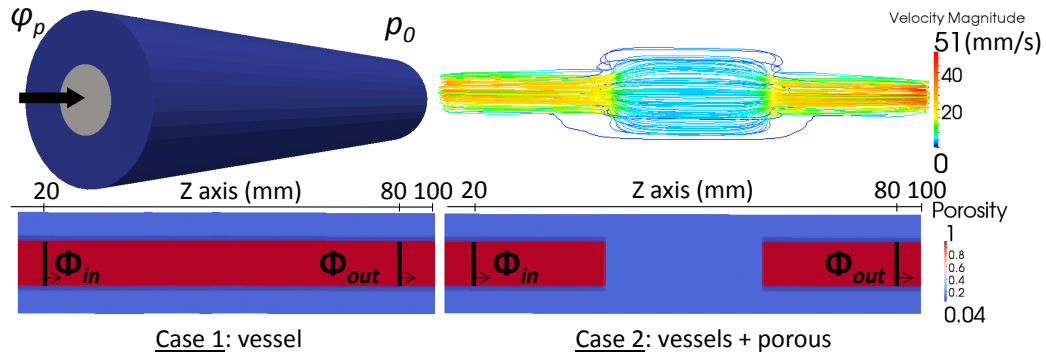 φp p0 Velocity Magnitude
51(mm/s)
40
20
0
20 Z axis (mm) 80 100 20 Z axis (mm) 80 100
Porosity
1
0.8
0.6
0.4
0.2
0.04
Φin Φout Φin Φout
Case 1: vessel Case 2: vessels + porous